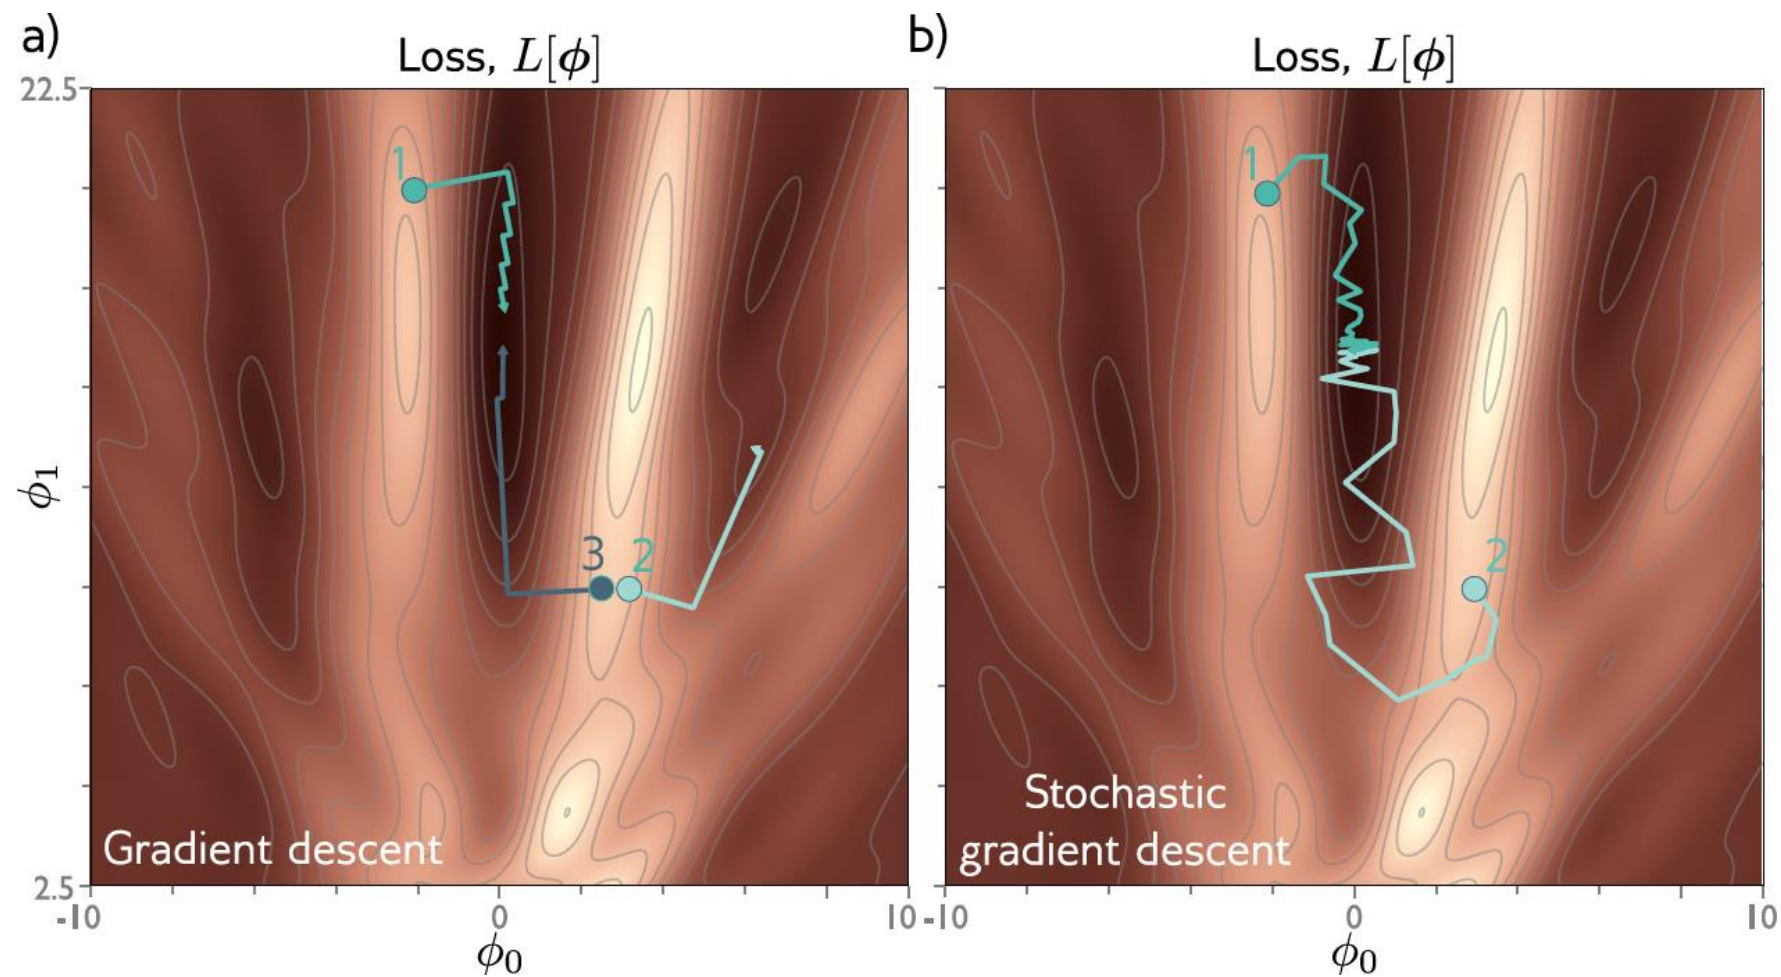 a)
Loss, L[ϕ]
22.5
1
3
2
ϕ₁
Gradient descent
2.5
-10
0
10
ϕ₀
b)
Loss, L[ϕ]
1
2
Stochastic
gradient descent
-10
0
10
ϕ₀